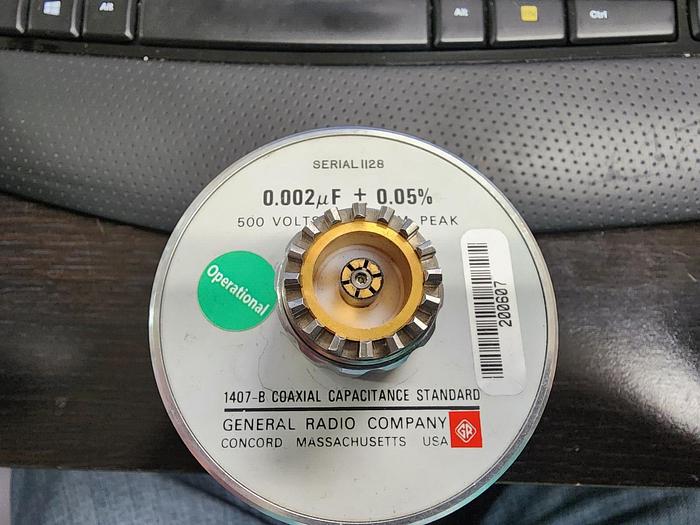 Alt
Alt
Ctrl
SERIAL 1128
0.002μF ± 0.05%
500 VOLTS PEAK
Operational
200607
1407-B COAXIAL CAPACITANCE STANDARD
GENERAL RADIO COMPANY
GR
CONCORD MASSACHUSETTS USA